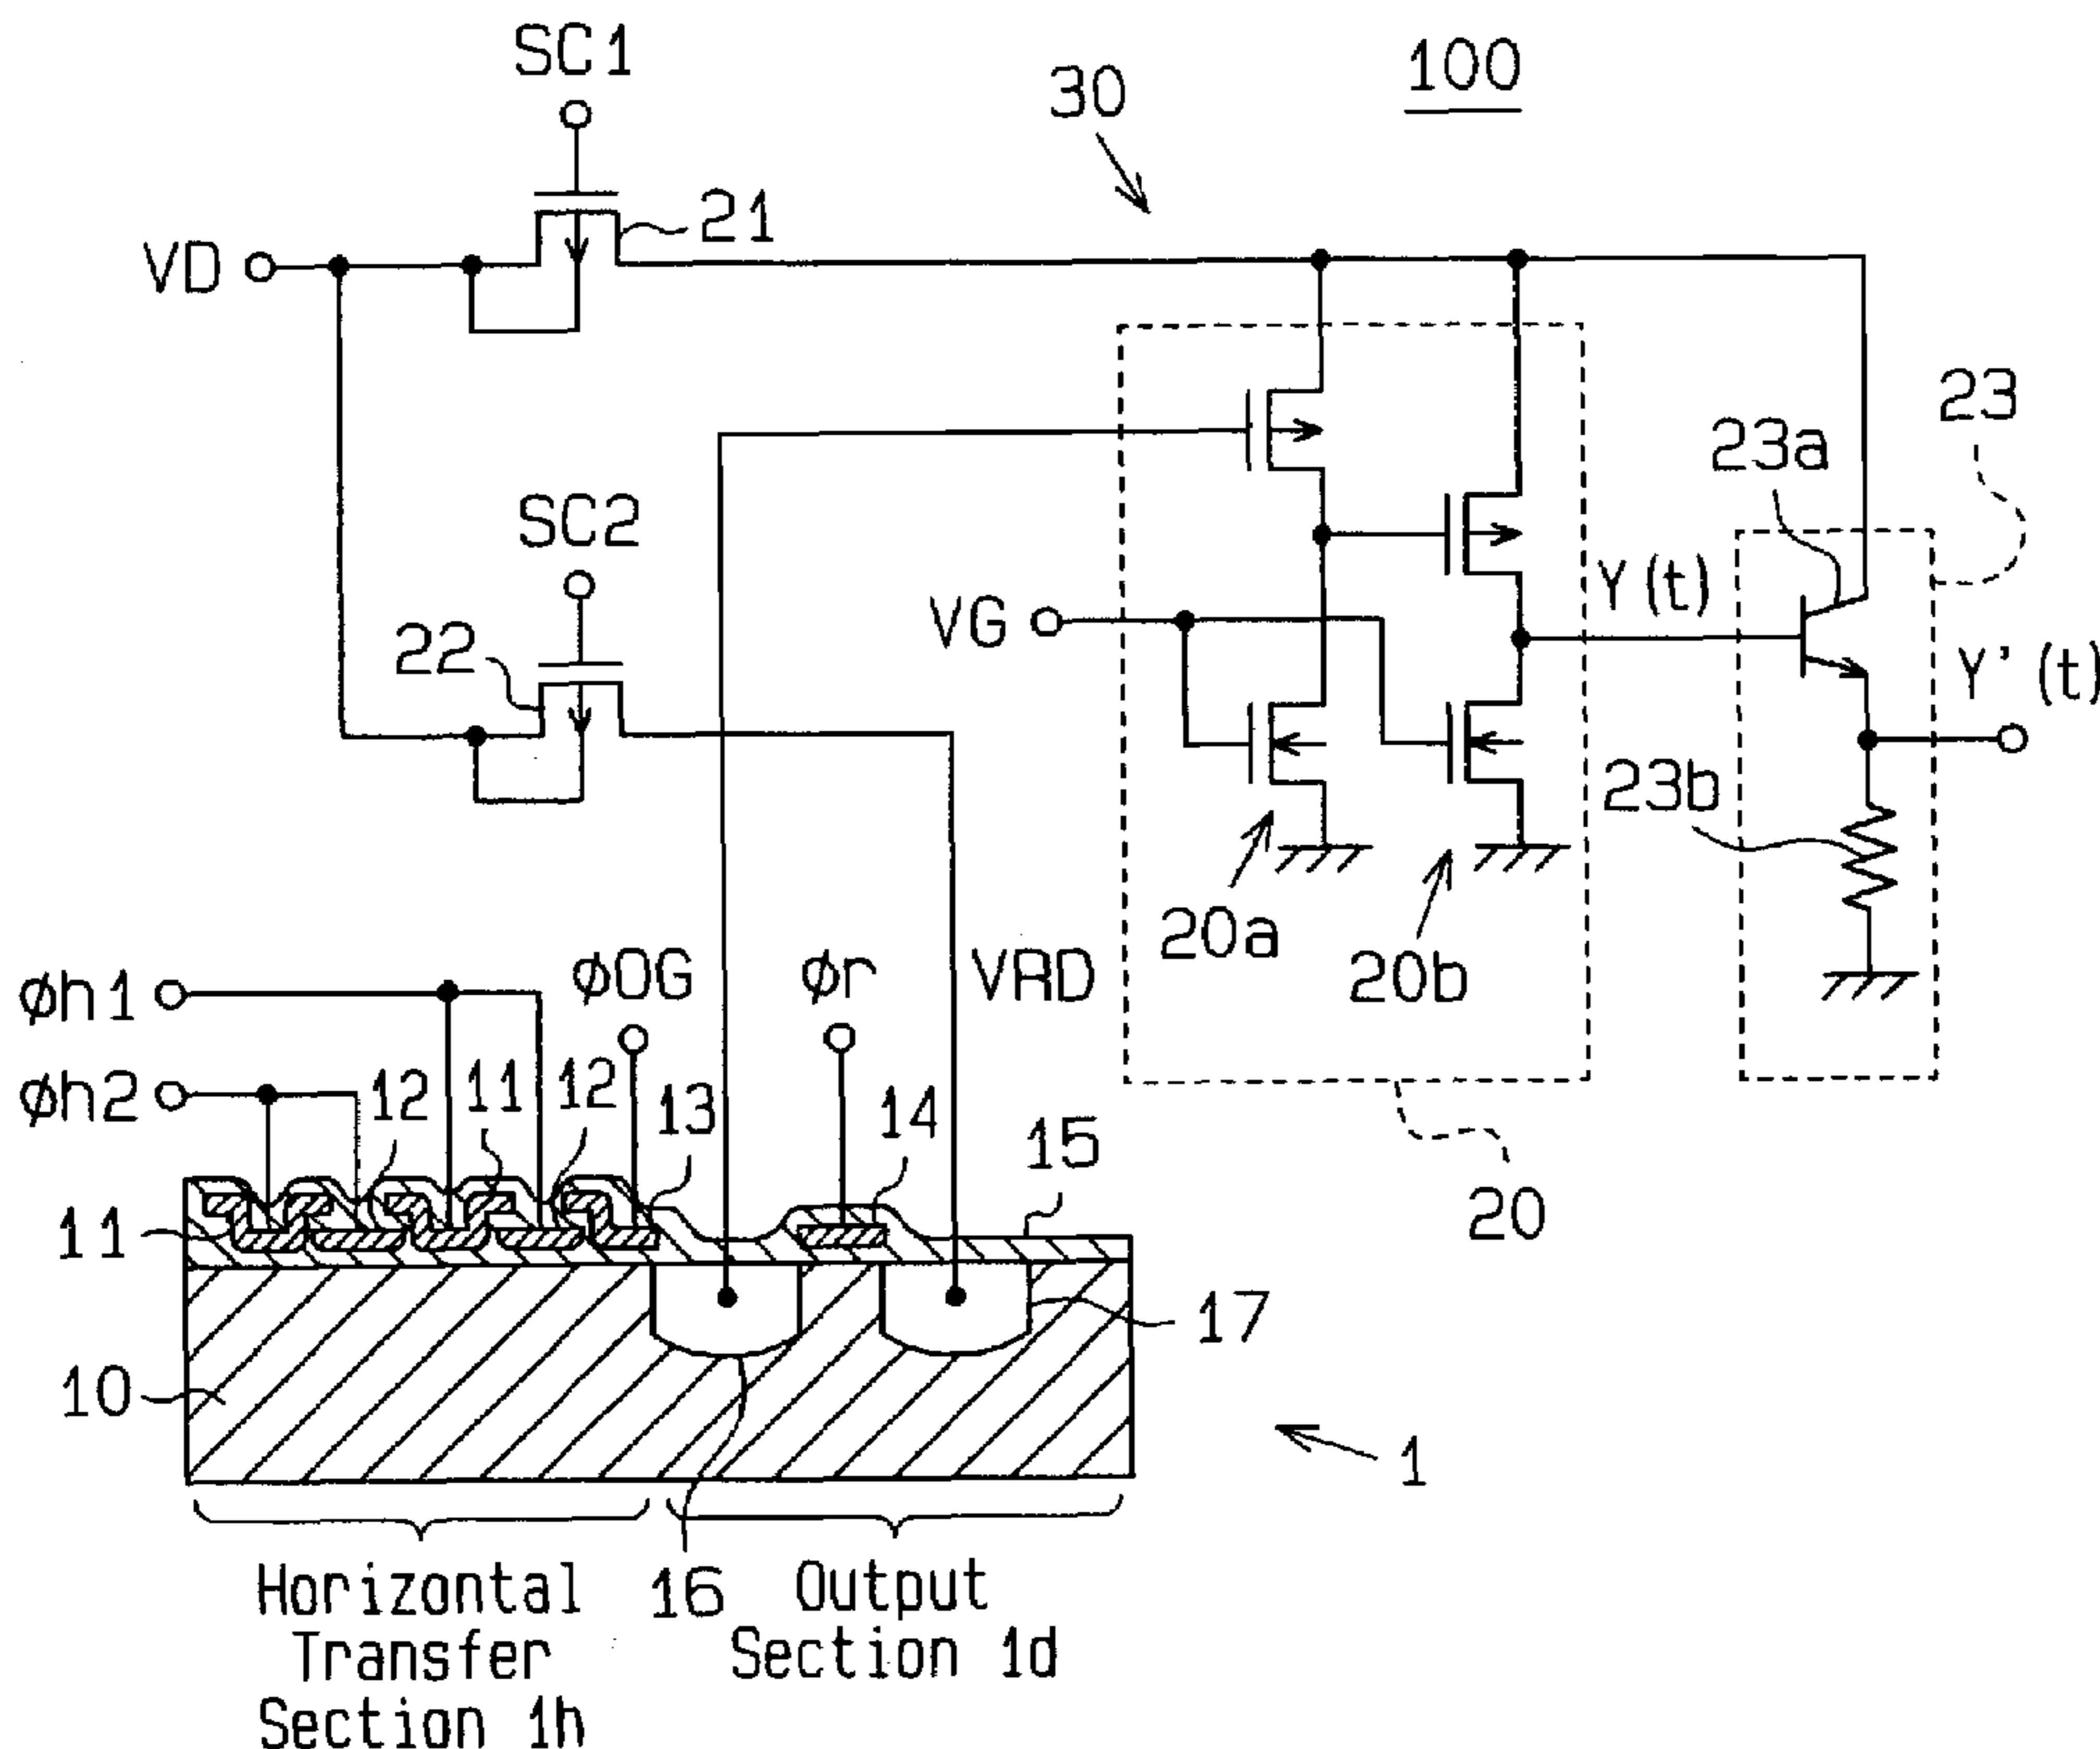 SC1
30
100
21
VD
23
23a
SC2
22
VG
Y(t)
Y'(t)
23b
20a
20b
φh1
φOG
φr
VRD
φh2
12
11
12
13
14
15
11
20
17
10
1
16
Horizontal
Transfer
Section 1h
Output
Section 1d